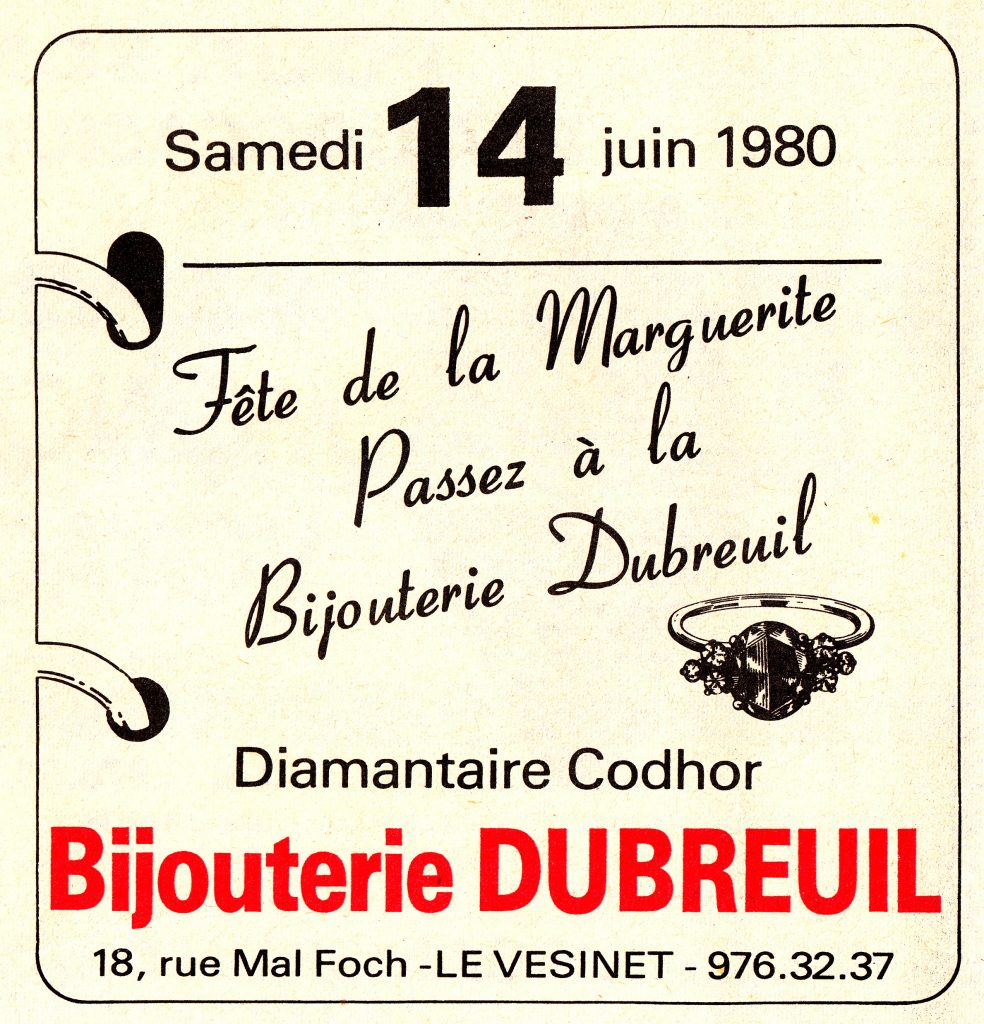 Samedi 14 juin 1980
Fête de la Marguerite
Passez à la
Bijouterie Dubreuil
Diamantaire Codhor
Bijouterie DUBREUIL
18, rue Mal Foch -LE VESINET - 976.32.37